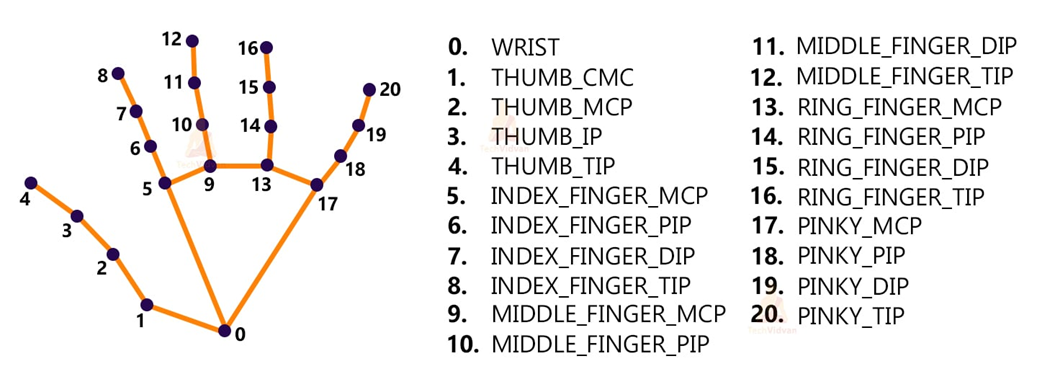 12
16
8
11
15
20
7
10
14
19
6
18
5
9
13
17
4
3
2
1
0
0. WRIST
1. THUMB_CMC
2. THUMB_MCP
3. THUMB_IP
4. THUMB_TIP
5. INDEX_FINGER_MCP
6. INDEX_FINGER_PIP
7. INDEX_FINGER_DIP
8. INDEX_FINGER_TIP
9. MIDDLE_FINGER_MCP
10. MIDDLE_FINGER_PIP
11. MIDDLE_FINGER_DIP
12. MIDDLE_FINGER_TIP
13. RING_FINGER_MCP
14. RING_FINGER_PIP
15. RING_FINGER_DIP
16. RING_FINGER_TIP
17. PINKY_MCP
18. PINKY_PIP
19. PINKY_DIP
20. PINKY_TIP
TechVidvan